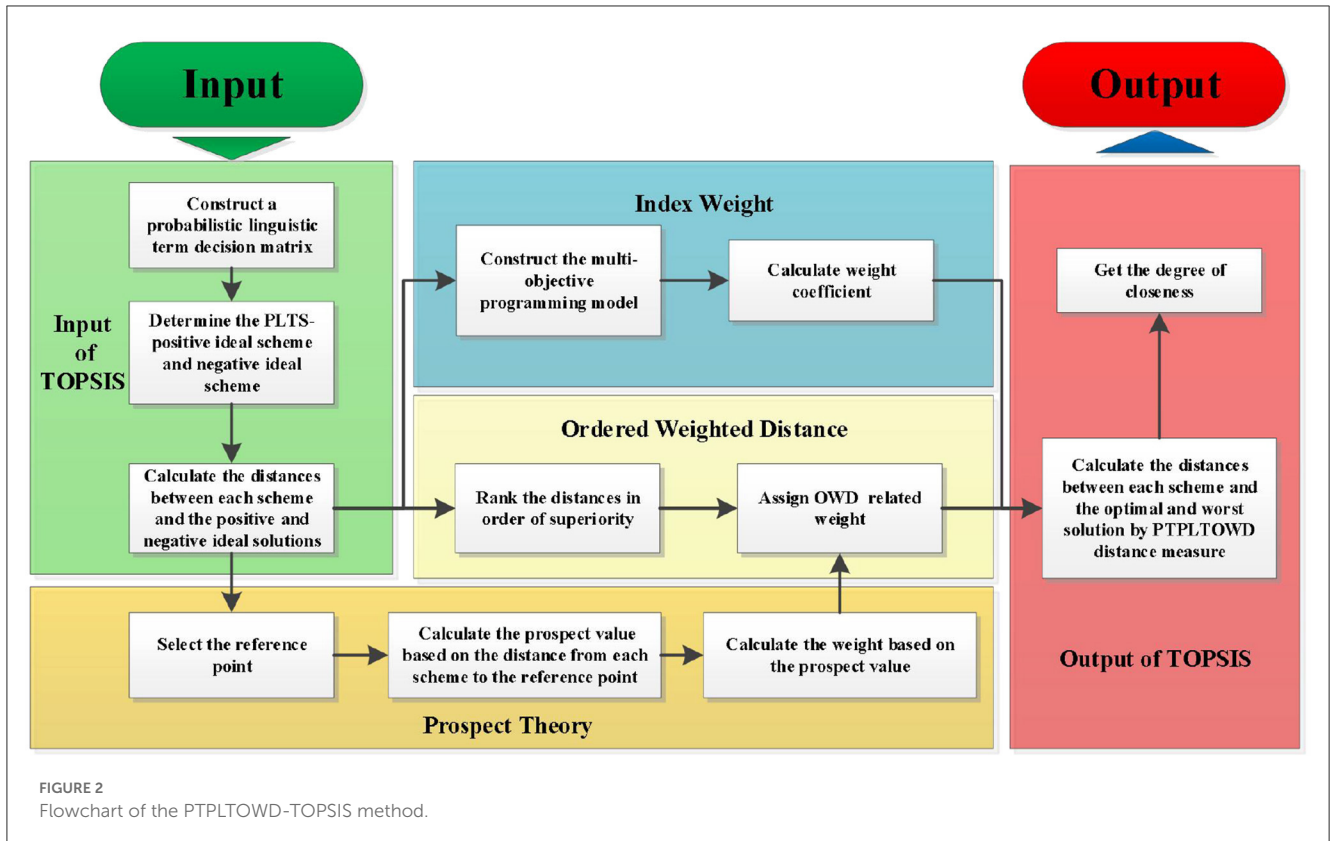 Input
Output
Construct a
probabilistic linguistic
term decision matrix
Input
of
TOPSIS
Determine the PLTS-
positive ideal scheme
and negative ideal
scheme
Calculate the distances
between each scheme
and the positive and
negative ideal solutions
Index Weight
Construct the multi-
objective
programming model
Calculate weight
coefficient
Ordered Weighted Distance
Rank the distances in
order of superiority
Assign OWD related
weight
Select the reference
point
Calculate the prospect value
based on the distance from each
scheme to the reference point
Calculate the weight based on
the prospect value
Prospect Theory
Get the degree of
closeness
Calculate the distances
between each scheme and
the optimal and worst
solution by PTPLTOWD
distance measure
Output of TOPSIS
FIGURE 2
Flowchart of the PTPLTOWD-TOPSIS method.